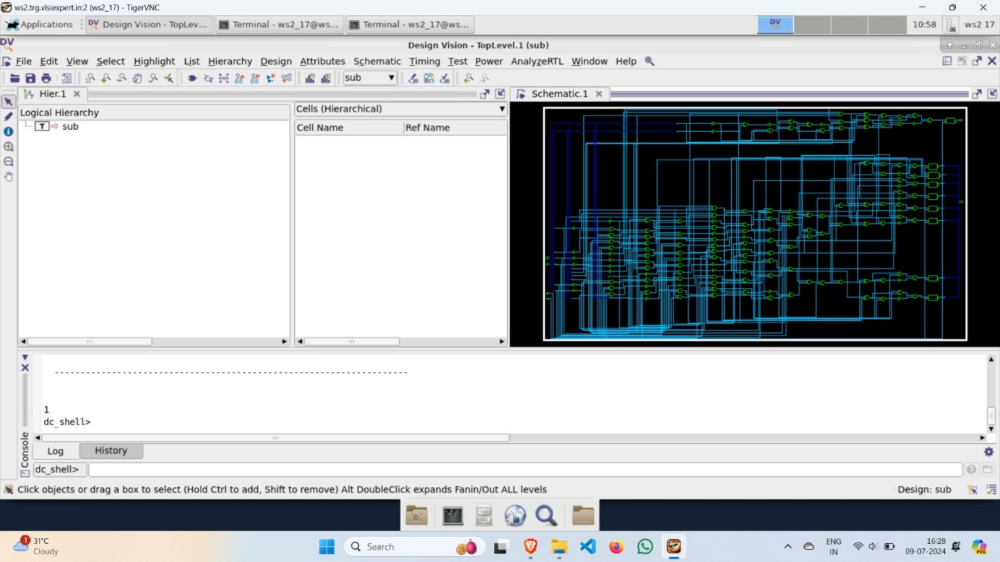 ws2.trg.vlsiexpert.in:2 (ws2_17) - TigerVNC
Applications
Design Vision - TopLev...
Terminal - ws2_17@ws...
Terminal - ws2_17@ws...
10:58
ws2 17
Design Vision - TopLevel.1 (sub)
File Edit View Select Highlight List Hierarchy Design Attributes Schematic Timing Test Power AnalyzeRTL Window Help
sub
Hier.1
Schematic.1
Logical Hierarchy
T sub
Cells (Hierarchical)
Cell Name Ref Name
----------------------------------------------------------------
1
dc_shell>
Console
Log History
dc_shell>
Click objects or drag a box to select (Hold Ctrl to add, Shift to remove) Alt DoubleClick expands Fanin/Out ALL levels
Design: sub
1
31°C
Cloudy
Search
ENG
IN
16:28
09-07-2024
PRE